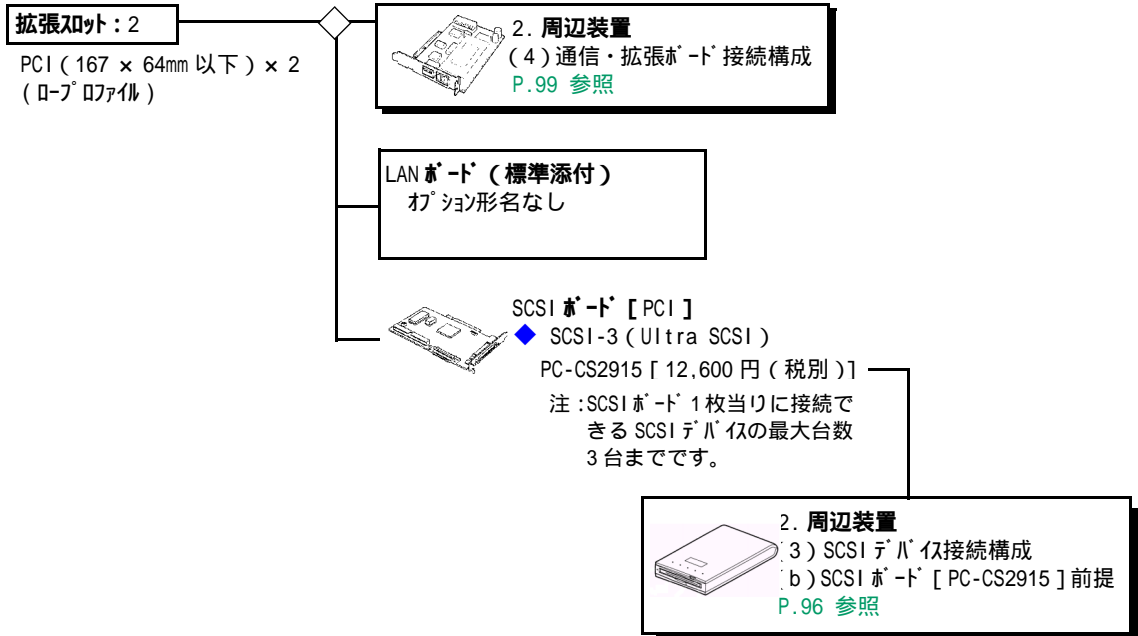 拡張スロット:2
PCI(167 × 64mm 以下)× 2
(ロープロファイル)
2. 周辺装置
(4)通信・拡張ボード接続構成
P.99 参照
LAN ボード(標準添付)
オプション形名なし
SCSI ボード[PCI]
◆ SCSI-3(Ultra SCSI)
PC-CS2915[12,600 円(税別)]
注:SCSIボード1枚当りに接続で
きる SCSIデバイスの最大台数
3 台までです。
2. 周辺装置
3)SCSI デバイス接続構成
b)SCSI ボード[PC-CS2915]前提
P.96 参照